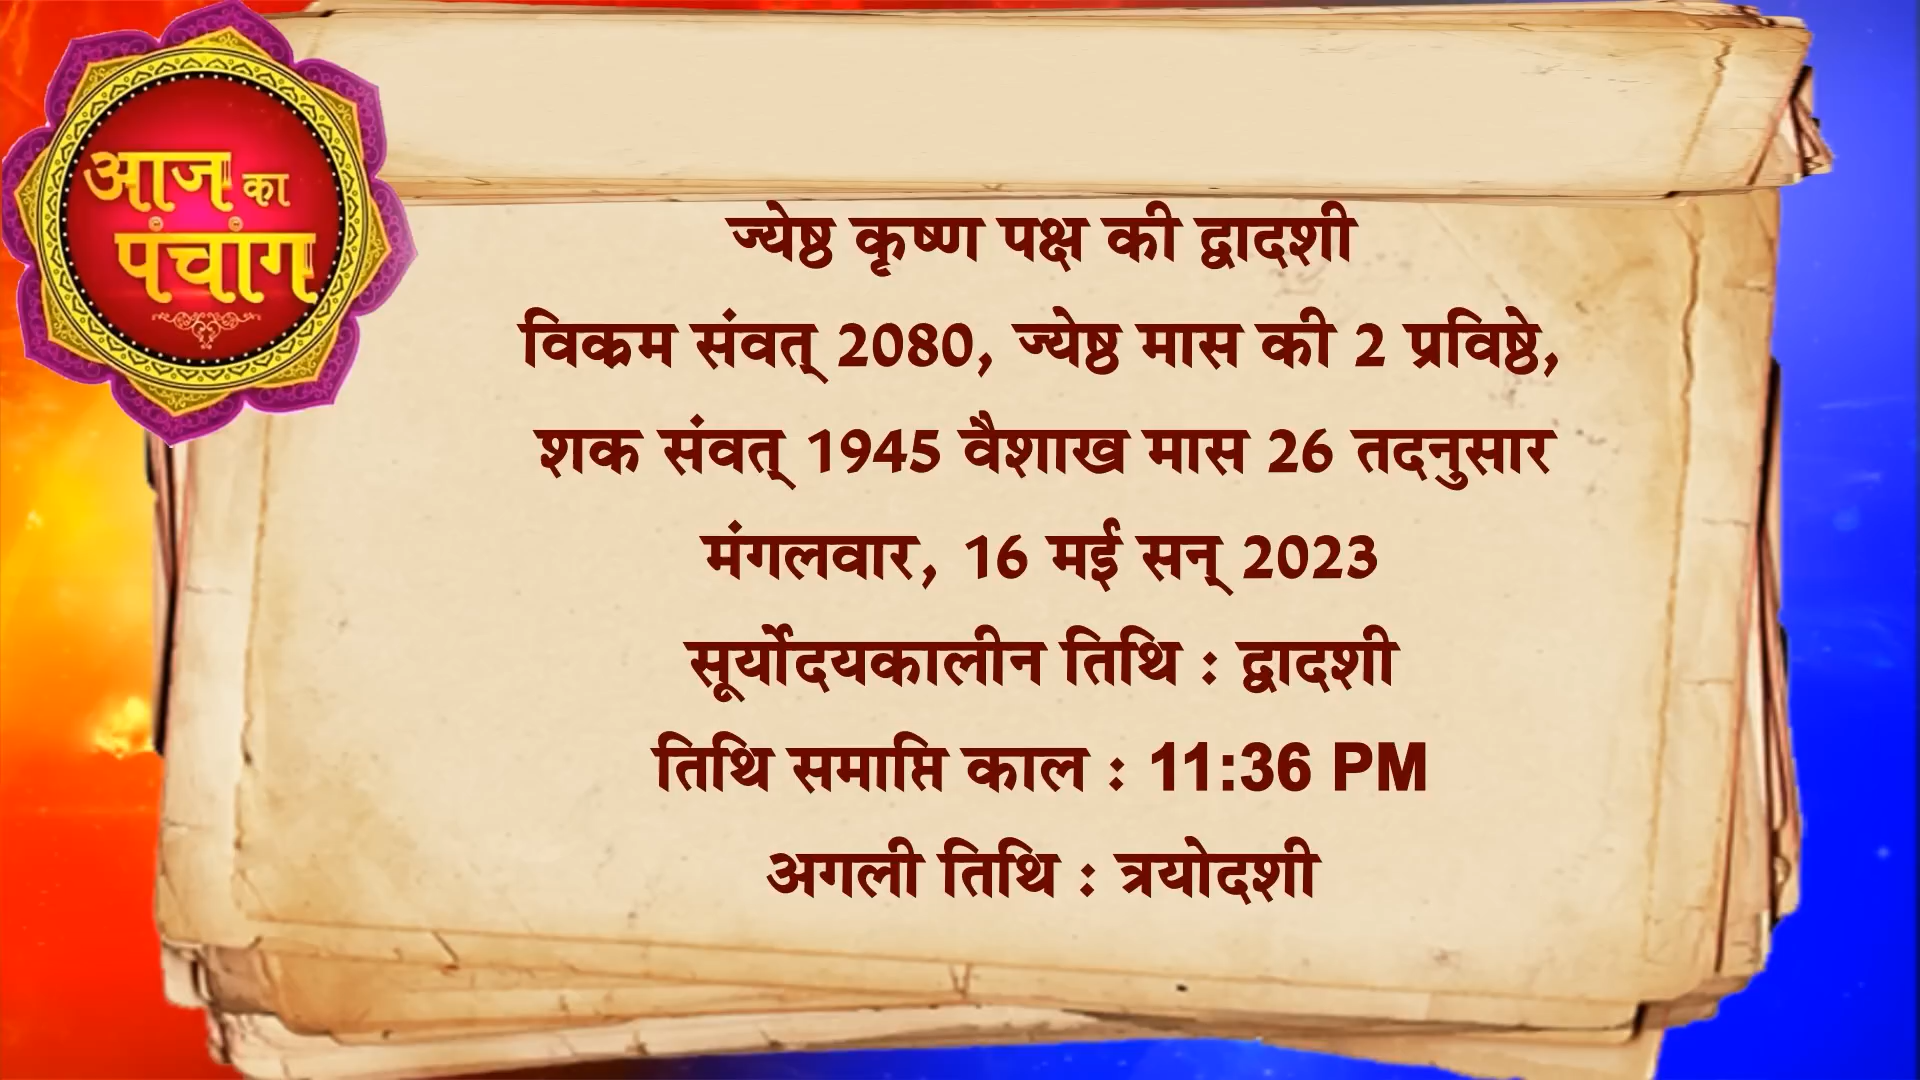 आज का
पंचांग
ज्येष्ठ कृष्ण पक्ष की द्वादशी
विक्रम संवत् 2080, ज्येष्ठ मास की 2 प्रविष्ठे,
शक संवत् 1945 वैशाख मास 26 तदनुसार
मंगलवार, 16 मई सन् 2023
सूर्योदयकालीन तिथि : द्वादशी
तिथि समाप्ति काल : 11:36 PM
अगली तिथि : त्रयोदशी